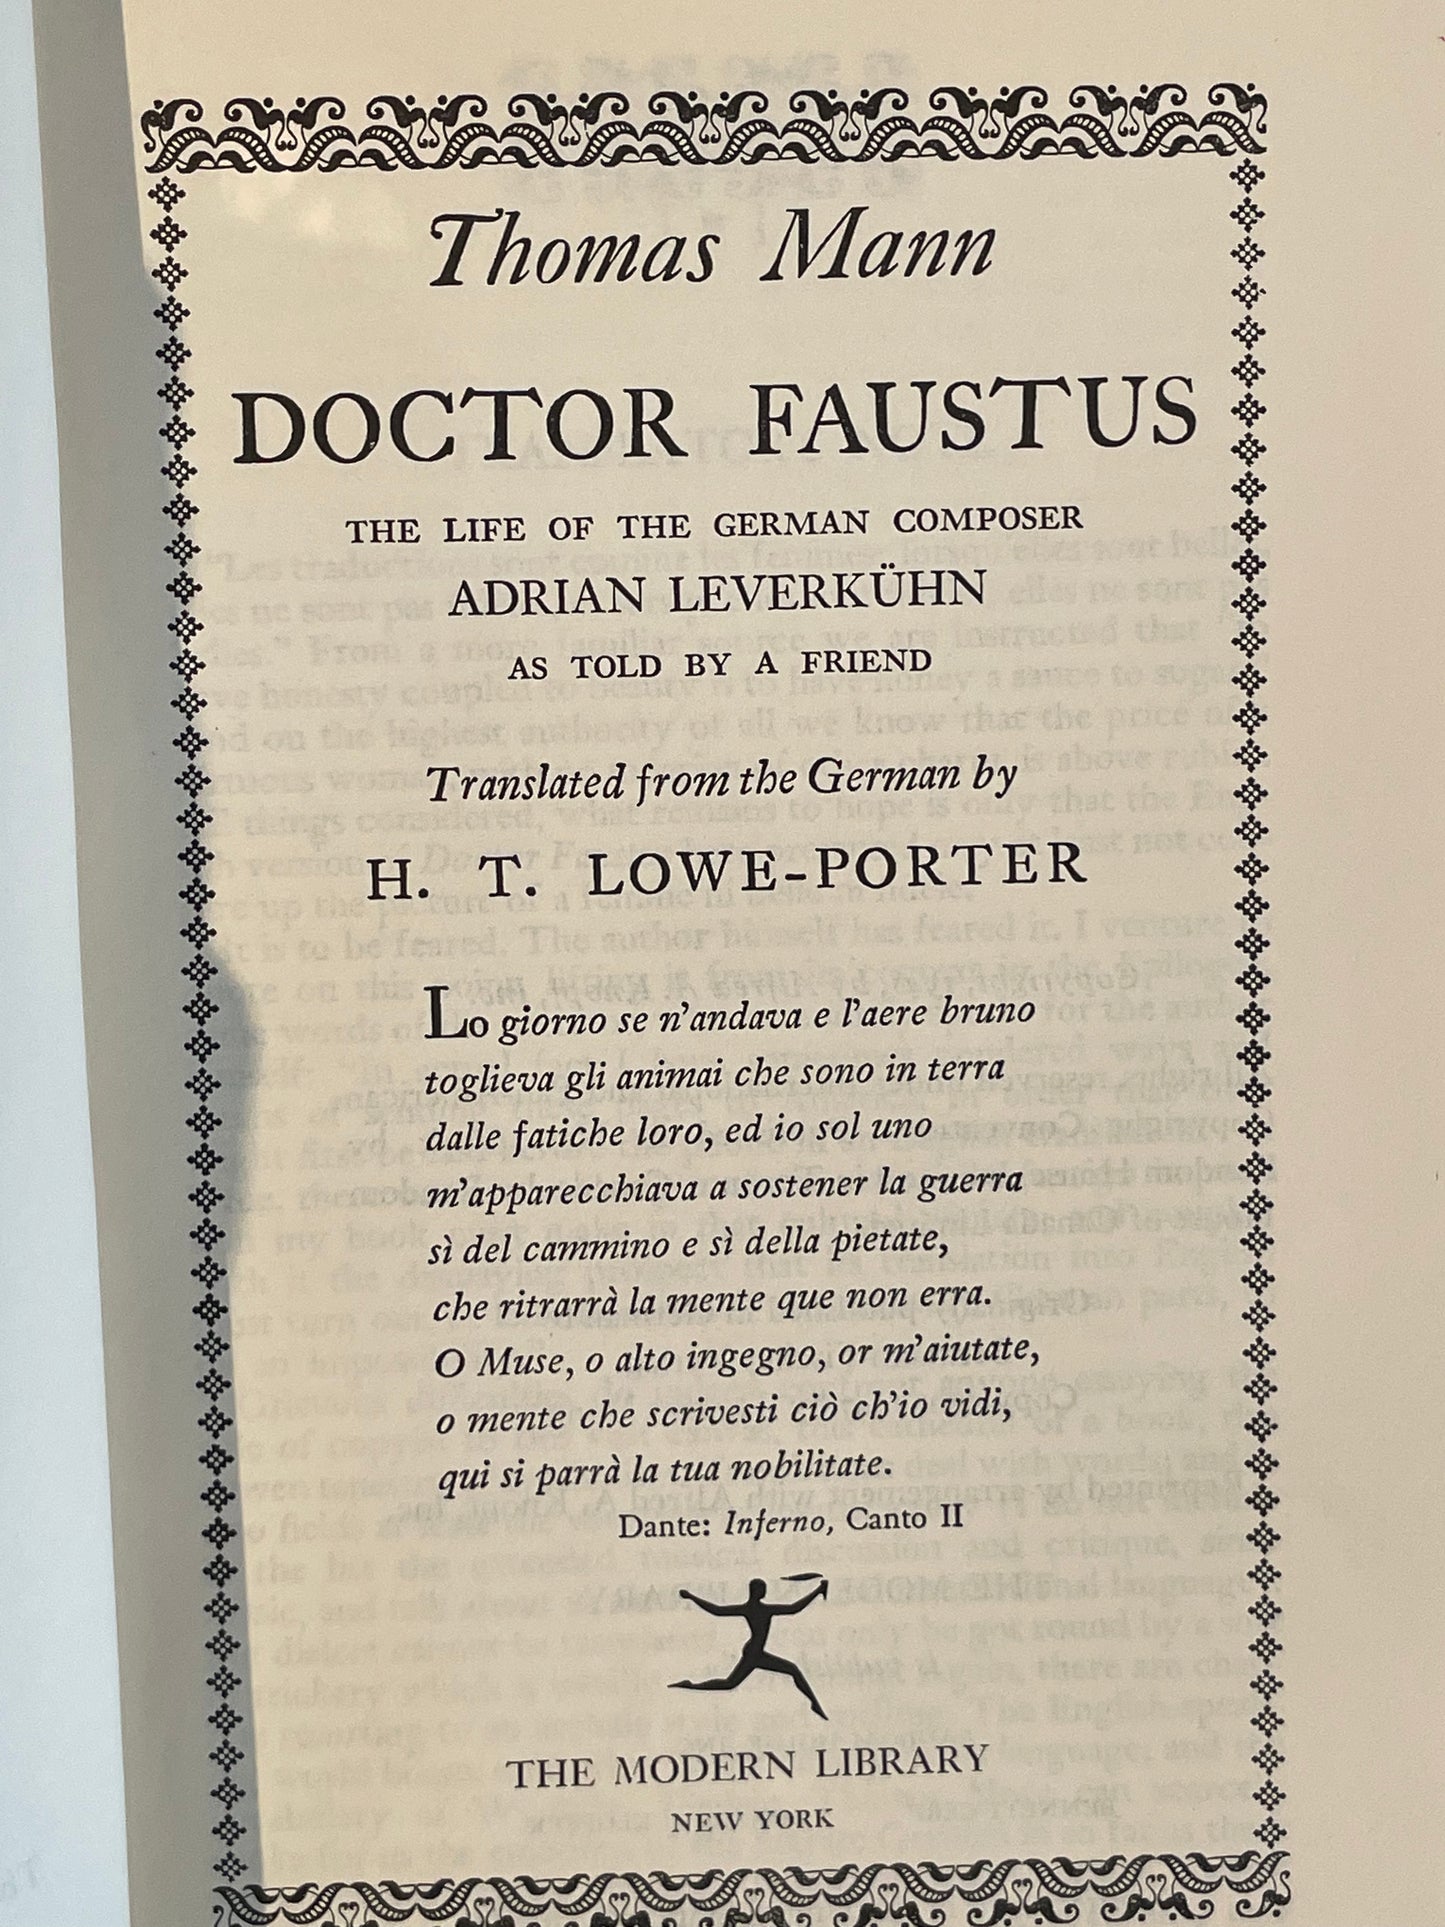 Thomas Mann
DOCTOR FAUSTUS
THE LIFE OF THE GERMAN COMPOSER
ADRIAN LEVERKÜHN
AS TOLD BY A FRIEND
Translated from the German by
H. T. LOWE-PORTER
Lo giorno se n'andava e l'aere bruno
toglieva gli animai che sono in terra
dalle fatiche loro, ed io sol uno
m'apparecchiava a sostener la guerra
sì del cammino e sì della pietate,
che ritrarrà la mente que non erra.
O Muse, o alto ingegno, or m'aiutate,
o mente che scrivesti ciò ch'io vidi,
qui si parrà la tua nobilitate.
Dante: Inferno, Canto II
THE MODERN LIBRARY
NEW YORK